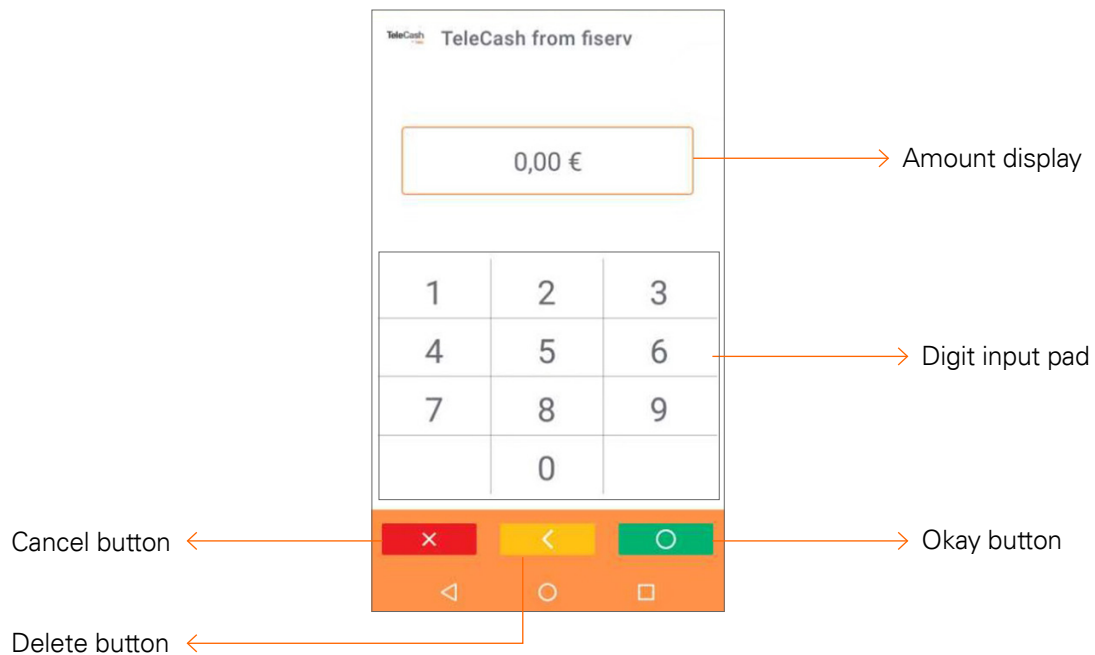 TeleCash TeleCash from fiserv
0,00 €
Amount display
1 2 3
4 5 6
Digit input pad
7 8 9
0
Cancel button
Okay button
Delete button